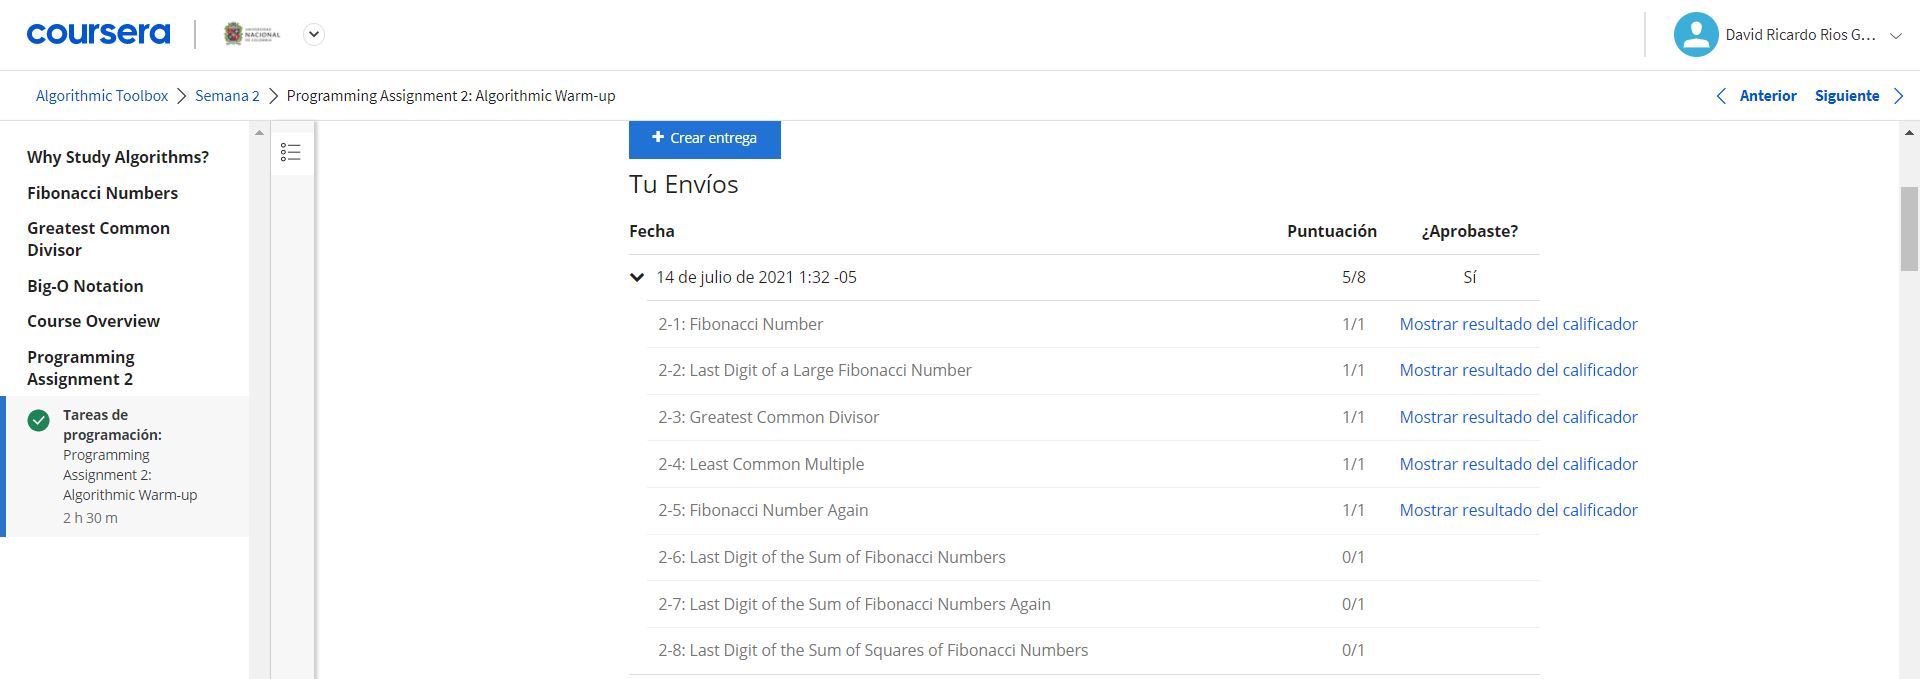 coursera
UNIVERSIDAD
NACIONAL
DE COLOMBIA
David Ricardo Rios G...
Algorithmic Toolbox > Semana 2 > Programming Assignment 2: Algorithmic Warm-up
< Anterior Siguiente >
Why Study Algorithms?
Fibonacci Numbers
Greatest Common
Divisor
Big-O Notation
Course Overview
Programming
Assignment 2
Tareas de
programación:
Programming
Assignment 2:
Algorithmic Warm-up
2 h 30 m
+ Crear entrega
Tu Envíos
Fecha Puntuación ¿Aprobaste?
14 de julio de 2021 1:32 -05 5/8 Sí
2-1: Fibonacci Number 1/1 Mostrar resultado del calificador
2-2: Last Digit of a Large Fibonacci Number 1/1 Mostrar resultado del calificador
2-3: Greatest Common Divisor 1/1 Mostrar resultado del calificador
2-4: Least Common Multiple 1/1 Mostrar resultado del calificador
2-5: Fibonacci Number Again 1/1 Mostrar resultado del calificador
2-6: Last Digit of the Sum of Fibonacci Numbers 0/1
2-7: Last Digit of the Sum of Fibonacci Numbers Again 0/1
2-8: Last Digit of the Sum of Squares of Fibonacci Numbers 0/1